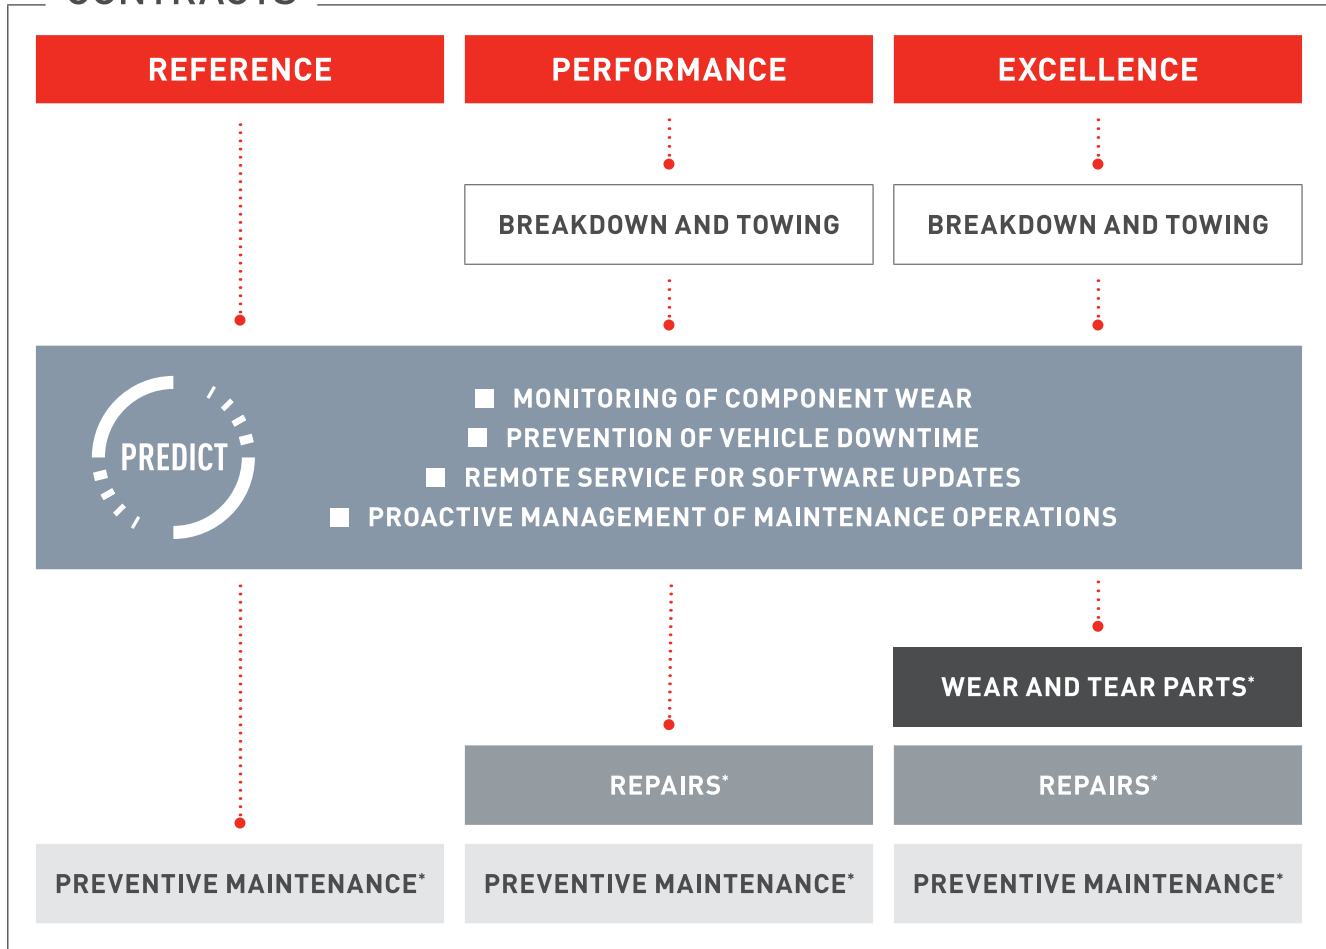 CONTRACTS
REFERENCE
PERFORMANCE
EXCELLENCE
BREAKDOWN AND TOWING
BREAKDOWN AND TOWING
PREDICT
MONITORING OF COMPONENT WEAR
PREVENTION OF VEHICLE DOWNTIME
REMOTE SERVICE FOR SOFTWARE UPDATES
PROACTIVE MANAGEMENT OF MAINTENANCE OPERATIONS
WEAR AND TEAR PARTS*
REPAIRS*
REPAIRS*
PREVENTIVE MAINTENANCE*
PREVENTIVE MAINTENANCE*
PREVENTIVE MAINTENANCE*